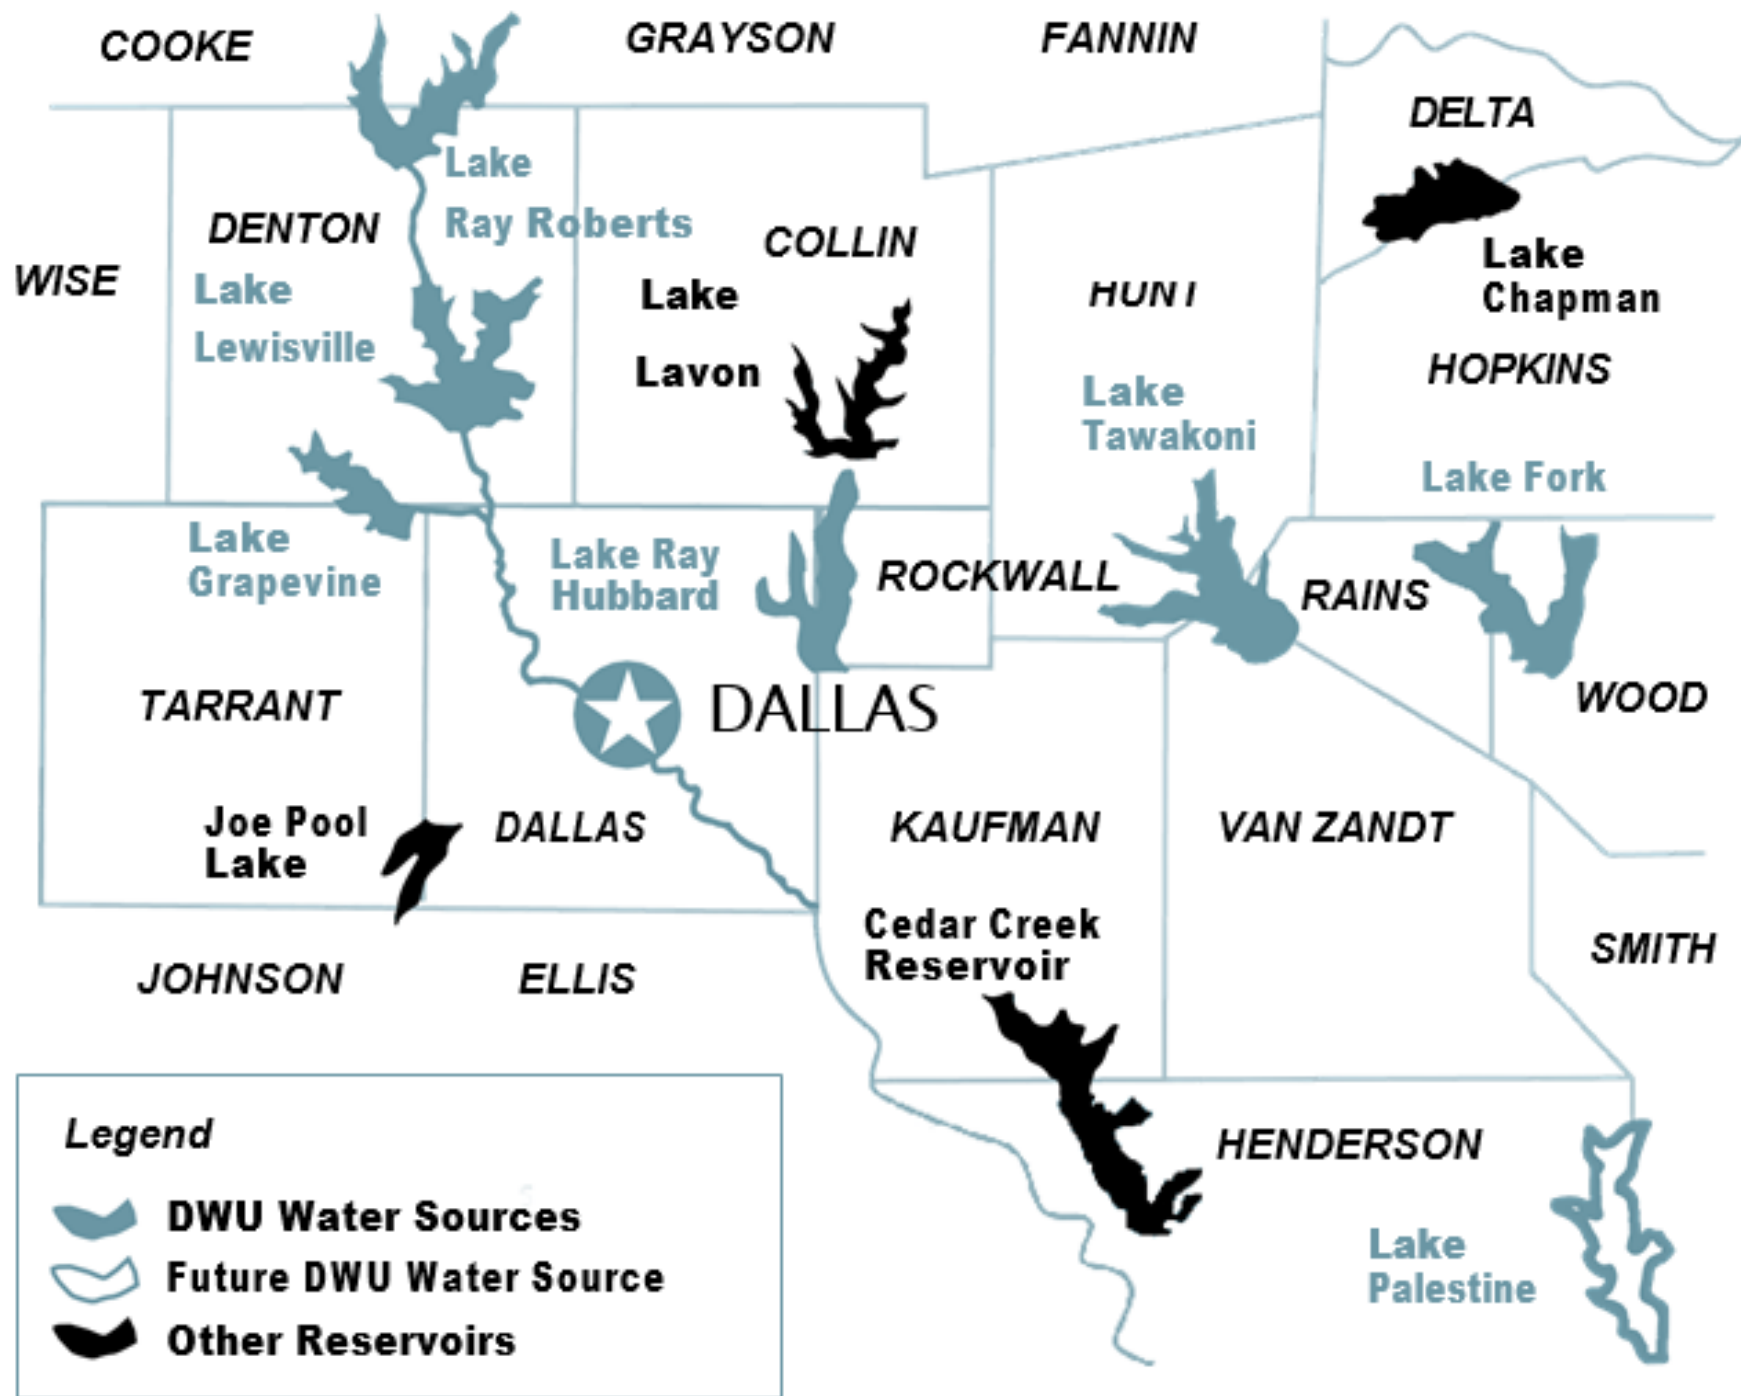 COOKE
GRAYSON
FANNIN
DELTA
Lake
Ray Roberts
DENTON
COLLIN
WISE
Lake
Lewisville
Lake
Lavon
HUNT
Lake
Chapman
HOPKINS
Lake
Tawakoni
Lake Fork
Lake
Grapevine
Lake Ray
Hubbard
ROCKWALL
RAINS
TARRANT
DALLAS
WOOD
Joe Pool
Lake
DALLAS
KAUFMAN
VAN ZANDT
Cedar Creek
Reservoir
SMITH
JOHNSON
ELLIS
HENDERSON
Lake
Palestine
Legend
DWU Water Sources
Future DWU Water Source
Other Reservoirs